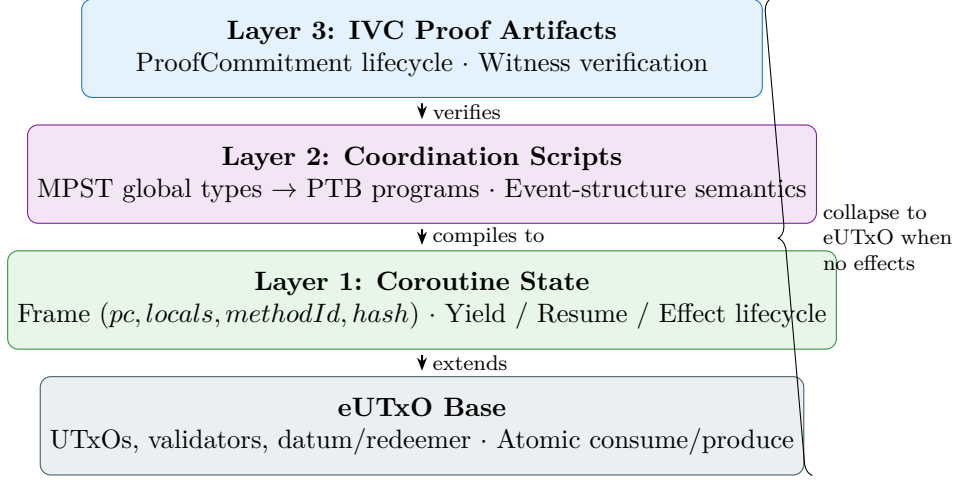 Layer 3: IVC Proof Artifacts
ProofCommitment lifecycle · Witness verification
verifies
Layer 2: Coordination Scripts
MPST global types → PTB programs · Event-structure semantics
compiles to
collapse to
eUTxO when
no effects
Layer 1: Coroutine State
Frame (pc, locals, methodId, hash) · Yield / Resume / Effect lifecycle
extends
eUTxO Base
UTxOs, validators, datum/redeemer · Atomic consume/produce